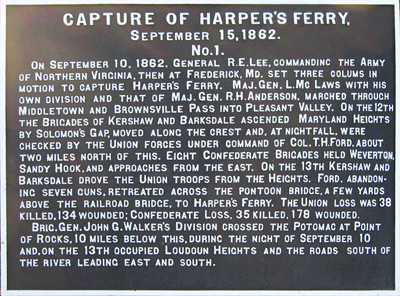 CAPTURE OF HARPER'S FERRY,
SEPTEMBER 15, 1862.
No. 1.
ON SEPTEMBER 10, 1862, GENERAL R.E. LEE, COMMANDING THE ARMY
OF NORTHERN VIRGINIA, THEN AT FREDERICK, MD. SET THREE COLUMS IN
MOTION TO CAPTURE HARPER'S FERRY. MAJ. GEN. L. MC LAWS WITH HIS
OWN DIVISION AND THAT OF MAJ. GEN. R.H. ANDERSON, MARCHED THROUGH
MIDDLETOWN AND BROWNSVILLE PASS INTO PLEASANT VALLEY. ON THE 12TH
THE BRIGADES OF KERSHAW AND BARKSDALE ASCENDED MARYLAND HEIGHTS
BY SOLOMON'S GAP, MOVED ALONG THE CREST AND, AT NIGHTFALL, WERE
CHECKED BY THE UNION FORCES UNDER COMMAND OF COL. T.H. FORD, ABOUT
TWO MILES NORTH OF THIS. EIGHT CONFEDERATE BRIGADES HELD WEVERTON,
SANDY HOOK, AND APPROACHES FROM THE EAST. ON THE 13TH KERSHAW AND
BARKSDALE DROVE THE UNION TROOPS FROM THE HEIGHTS. FORD, ABANDON-
ING SEVEN GUNS, RETREATED ACROSS THE PONTOON BRIDGE, A FEW YARDS
ABOVE THE RAILROAD BRIDGE, TO HARPER'S FERRY. THE UNION LOSS WAS 38
KILLED, 134 WOUNDED; CONFEDERATE LOSS, 35 KILLED, 178 WOUNDED.
BRIG. GEN. JOHN G. WALKER'S DIVISION CROSSED THE POTOMAC AT POINT
OF ROCKS, 10 MILES BELOW THIS, DURING THE NIGHT OF SEPTEMBER 10
AND, ON THE 13TH OCCUPIED LOUDOUN HEIGHTS AND THE ROADS SOUTH OF
THE RIVER LEADING EAST AND SOUTH.